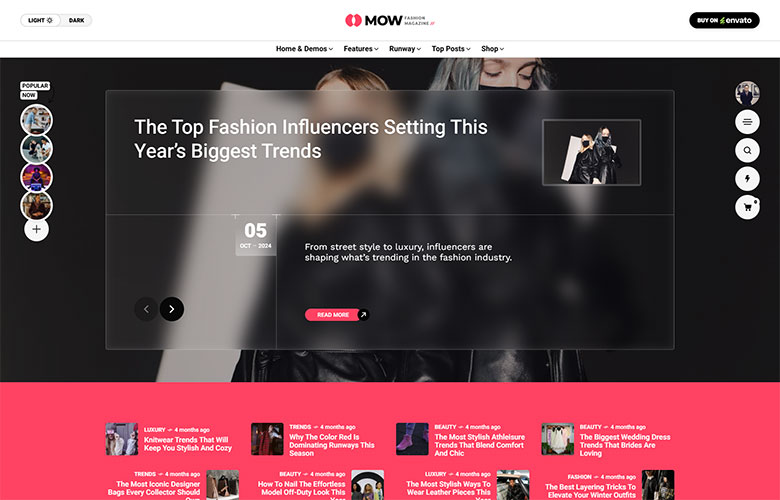 LIGHT DARK
MOW FASHION MAGAZINE
BUY ON envato
Home & Demos Features Runway Top Posts Shop
POPULAR
NOW
The Top Fashion Influencers Setting This
Year's Biggest Trends
05
OCT - 2024
From street style to luxury, influencers are
shaping what's trending in the fashion industry.
READ MORE
LUXURY 4 months ago
Knitwear Trends That Will
Keep You Stylish And Cozy
TRENDS 4 months ago
Why The Color Red Is
Dominating Runways This
Season
BEAUTY 4 months ago
The Most Stylish Athleisure
Trends That Blend Comfort
And Chic
BEAUTY 4 months ago
The Biggest Wedding Dress
Trends That Brides Are
Loving
TRENDS 4 months ago
The Most Iconic Designer
Bags Every Collector Should
BEAUTY 4 months ago
How To Nail The Effortless
Model Off-Duty Look This
LUXURY 4 months ago
The Most Stylish Ways To
Wear Leather Pieces This
FASHION 4 months ago
The Best Layering Tricks To
Elevate Your Winter Outfits